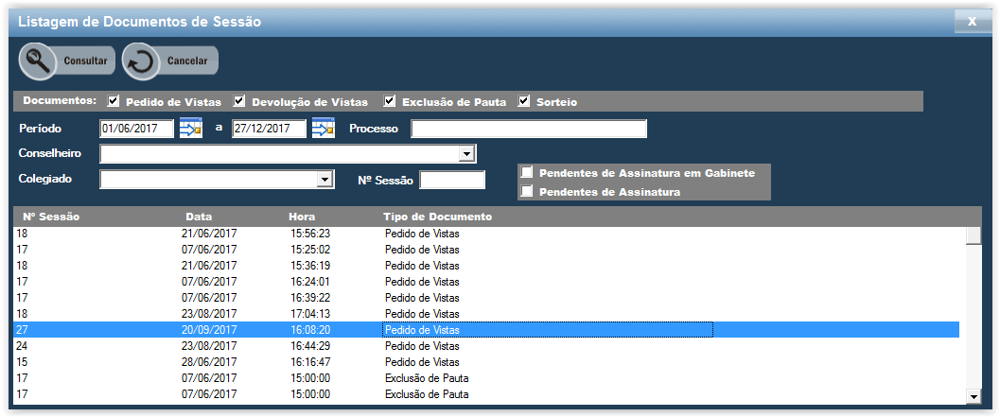 Listagem de Documentos de Sessão X
Consultar Cancelar
Documentos: Pedido de Vistas Devolução de Vistas Exclusão de Pauta Sorteio
Período 01/06/2017 a 27/12/2017 Processo
Conselheiro
Colegiado Nº Sessão
Pendentes de Assinatura em Gabinete
Pendentes de Assinatura
Nº Sessão Data Hora Tipo de Documento
18 21/06/2017 15:56:23 Pedido de Vistas
17 07/06/2017 15:25:02 Pedido de Vistas
18 21/06/2017 15:36:19 Pedido de Vistas
17 07/06/2017 16:24:01 Pedido de Vistas
17 07/06/2017 16:39:22 Pedido de Vistas
18 23/08/2017 17:04:13 Pedido de Vistas
27 20/09/2017 16:08:20 Pedido de Vistas
24 23/08/2017 16:44:29 Pedido de Vistas
15 28/06/2017 16:16:47 Pedido de Vistas
17 07/06/2017 15:00:00 Exclusão de Pauta
17 07/06/2017 15:00:00 Exclusão de Pauta